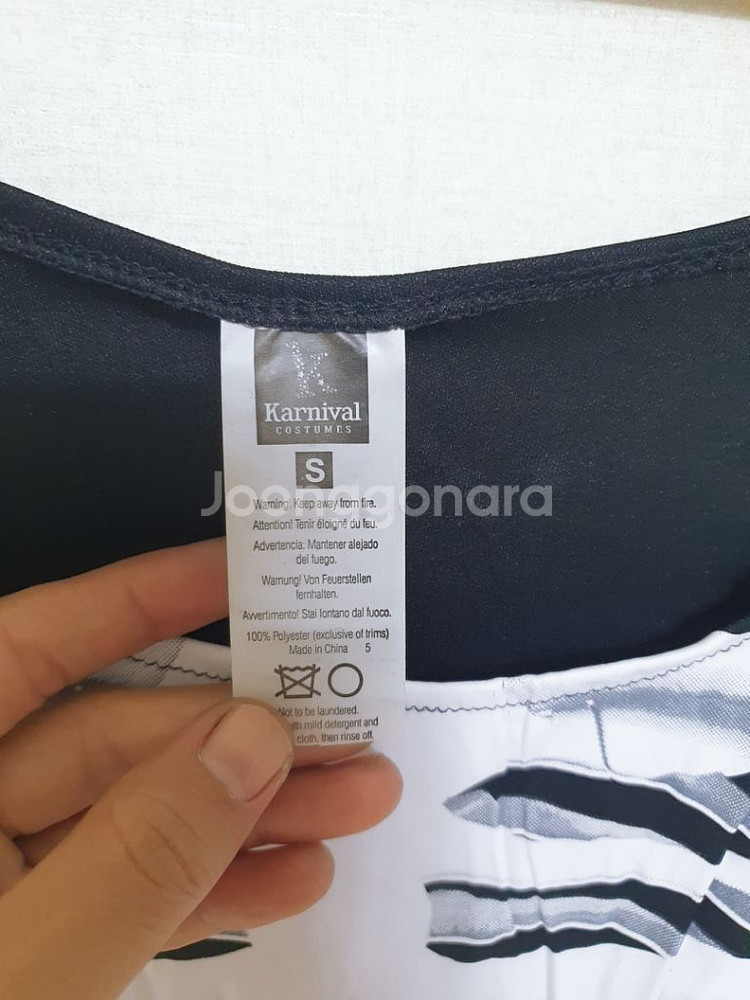 K
Karnival
COSTUMES
S
Joonggonara
Warning! Keep away from fire.
Attention! Tenir éloigné du feu.
Advertencia: Mantener alejado
del fuego.
Warnung! Von Feuerstellen
fernhalten.
Avvertimento! Stai lontano dal fuoco.
100% Polyester (exclusive of trims)
Made in China 5
Not to be laundered.
mild detergent and
cloth, then rinse off.